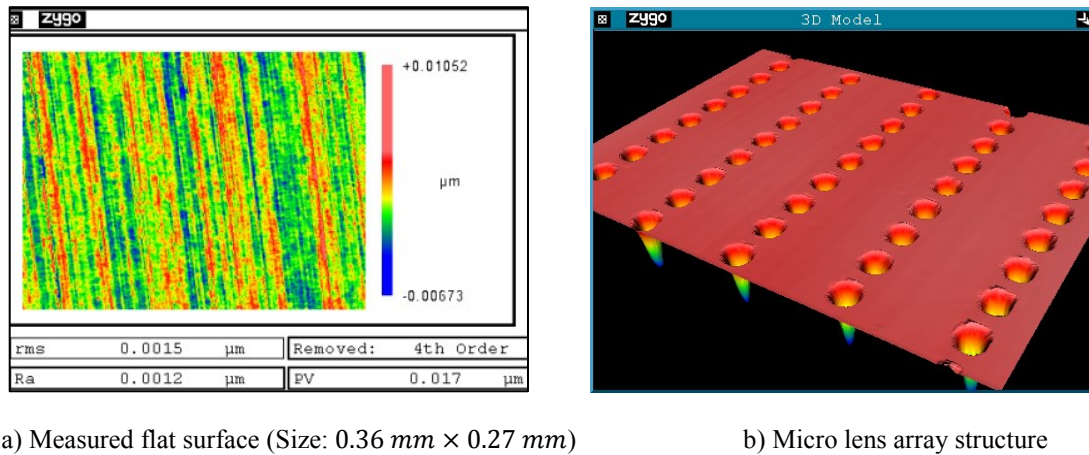 zygo
+0.01052
µm
-0.00673
rms 0.0015 µm Removed: 4th Order
Ra 0.0012 µm PV 0.017 µm
zygo 3D Model
a) Measured flat surface (Size: 0.36 mm × 0.27 mm)
b) Micro lens array structure